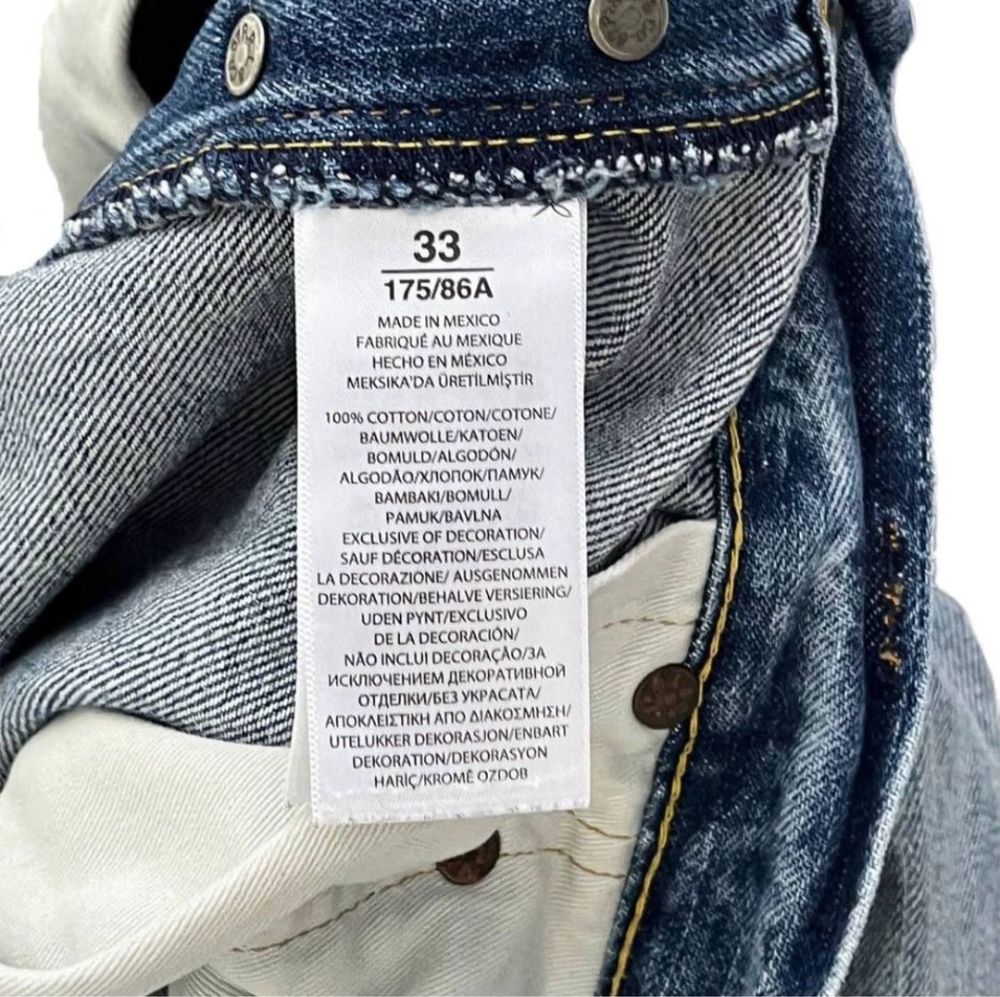 33
175/86A
MADE IN MEXICO
FABRIQUÉ AU MEXIQUE
HECHO EN MÉXICO
MEKSIKA'DA ÜRETILMIŞTIR
100% COTTON/COTON/COTONE/
BAUMWOLLE/KATOEN/
BOMULD/ALGODÓN/
ALGODÃO/ХЛОПОК/ПАМУК/
BAMBAKI/BOMULL/
PAMUK/BAVLNA
EXCLUSIVE OF DECORATION/
SAUF DÉCORATION/ESCLUSA
LA DECORAZIONE/ AUSGENOMMEN
DEKORATION/BEHALVE VERSIERING/
UDEN PYNT/EXCLUSIVO
DE LA DECORACIÓN/
NÃO INCLUI DECORAÇÃO/ЗА
ИСКЛЮЧЕНИЕМ ДЕКОРАТИВНОЙ
ОТДЕЛКИ/БЕЗ УКРАСАТА/
ΑΠΟΚΛΕΙΣΤΙΚΗ ΑΠΟ ΔΙΑΚΟΣΜΗΣΗ/
UTELUKKER DEKORASJON/ENBART
DEKORATION/DEKORASYON
HARIÇ/KROMĚ OZDOB